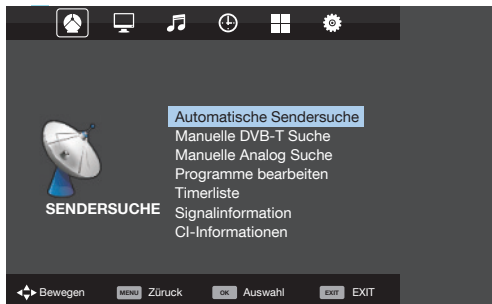 Automatische Sendersuche
Manuelle DVB-T Suche
Manuelle Analog Suche
Programme bearbeiten
Timerliste
Signalinformation
CI-Informationen
SENDERSUCHE
Bewegen MENU Züruck OK Auswahl EXIT EXIT